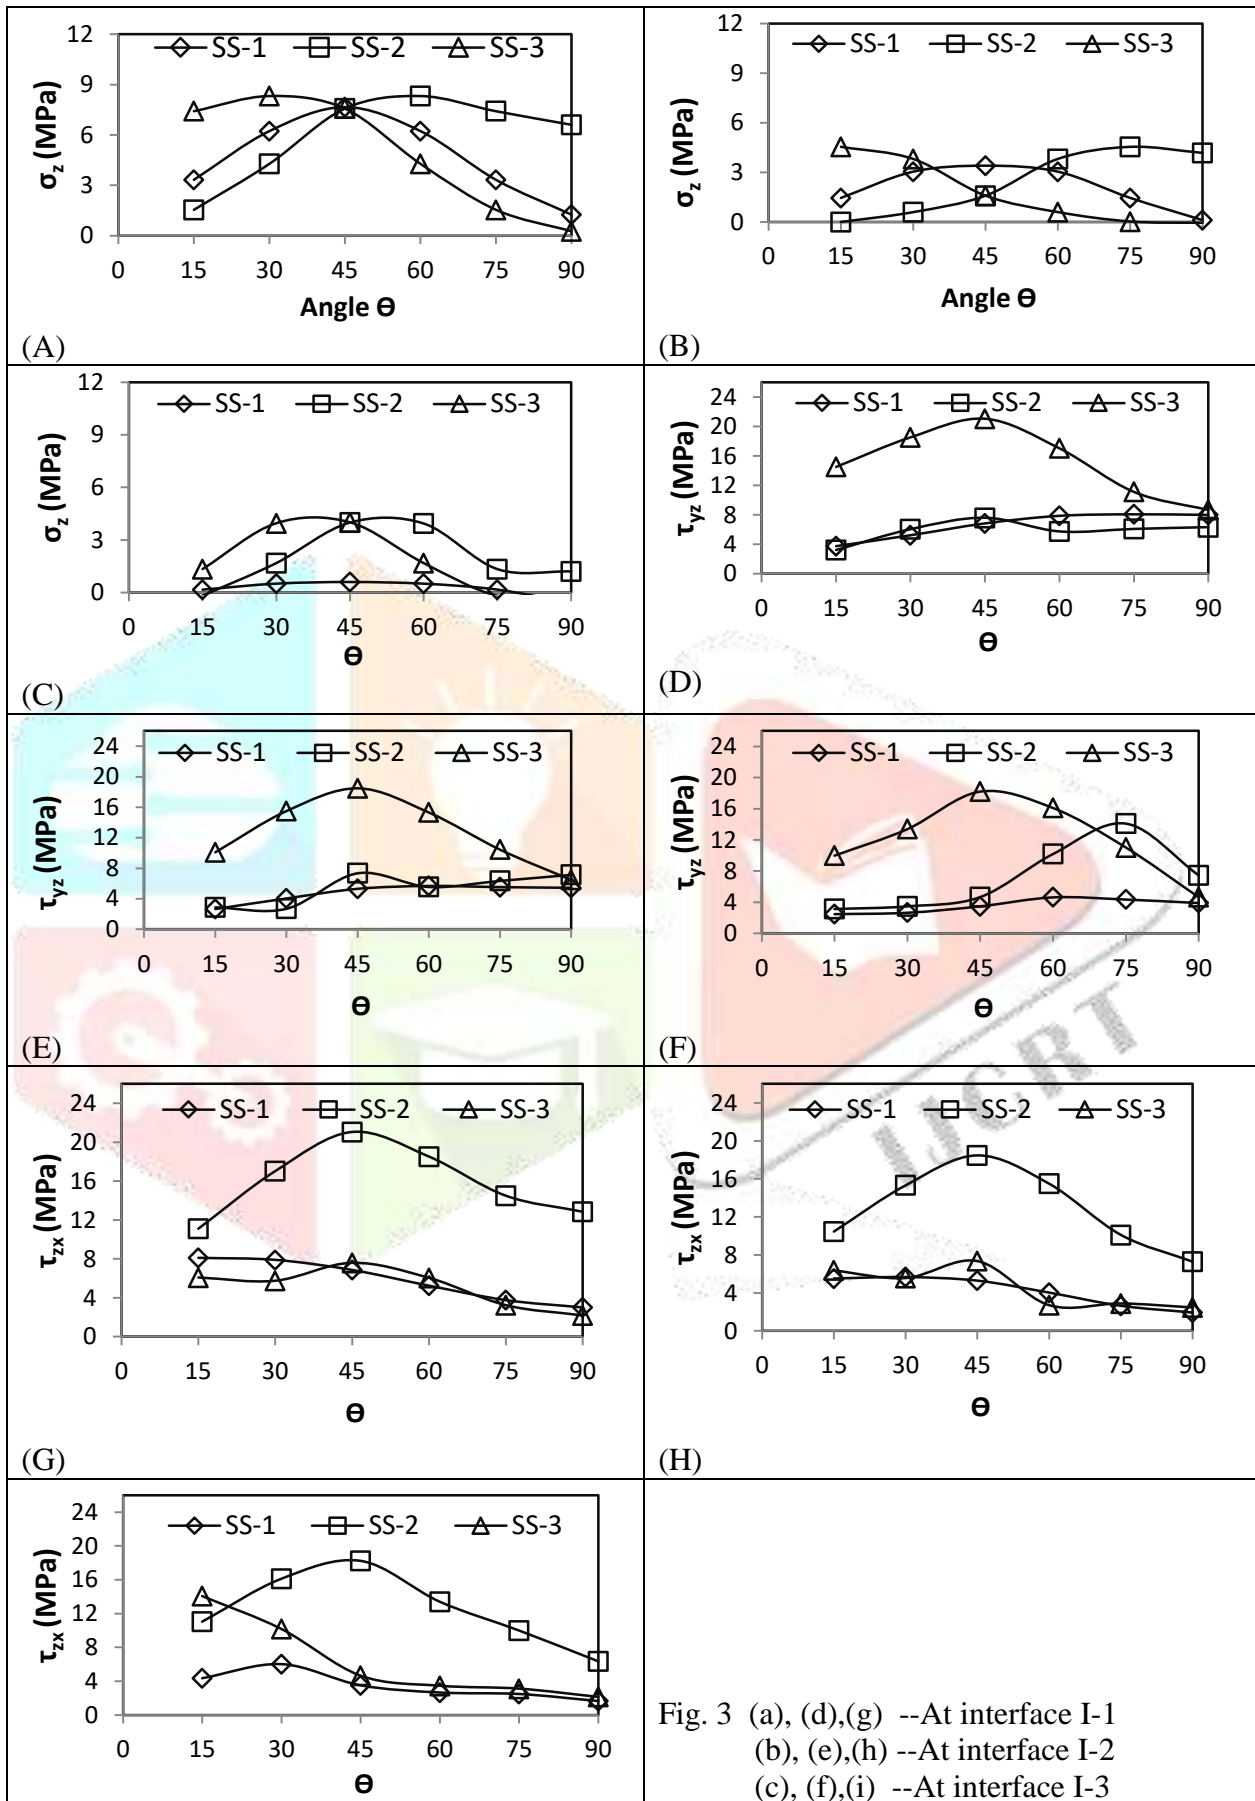 12
SS-1 SS-2 SS-3
9
6
3
0
0 15 30 45 60 75 90
σz (MPa)
Angle Ө
(A)
12
SS-1 SS-2 SS-3
9
6
3
0
0 15 30 45 60 75 90
σz (MPa)
Angle Ө
(B)
12
SS-1 SS-2 SS-3
9
6
3
0
0 15 30 45 60 75 90
σz (MPa)
Ө
(C)
24
SS-1 SS-2 SS-3
20
16
12
8
4
0
0 15 30 45 60 75 90
τyz (MPa)
Ө
(D)
24
SS-1 SS-2 SS-3
20
16
12
8
4
0
0 15 30 45 60 75 90
τyz (MPa)
Ө
(E)
24
SS-1 SS-2 SS-3
20
16
12
8
4
0
0 15 30 45 60 75 90
τyz (MPa)
Ө
(F)
24
SS-1 SS-2 SS-3
20
16
12
8
4
0
0 15 30 45 60 75 90
τzx (MPa)
Ө
(G)
24
SS-1 SS-2 SS-3
20
16
12
8
4
0
0 15 30 45 60 75 90
τzx (MPa)
Ө
(H)
24
SS-1 SS-2 SS-3
20
16
12
8
4
0
0 15 30 45 60 75 90
τzx (MPa)
Ө
Fig. 3 (a), (d),(g) --At interface I-1
(b), (e),(h) --At interface I-2
(c), (f),(i) --At interface I-3
IJCRT